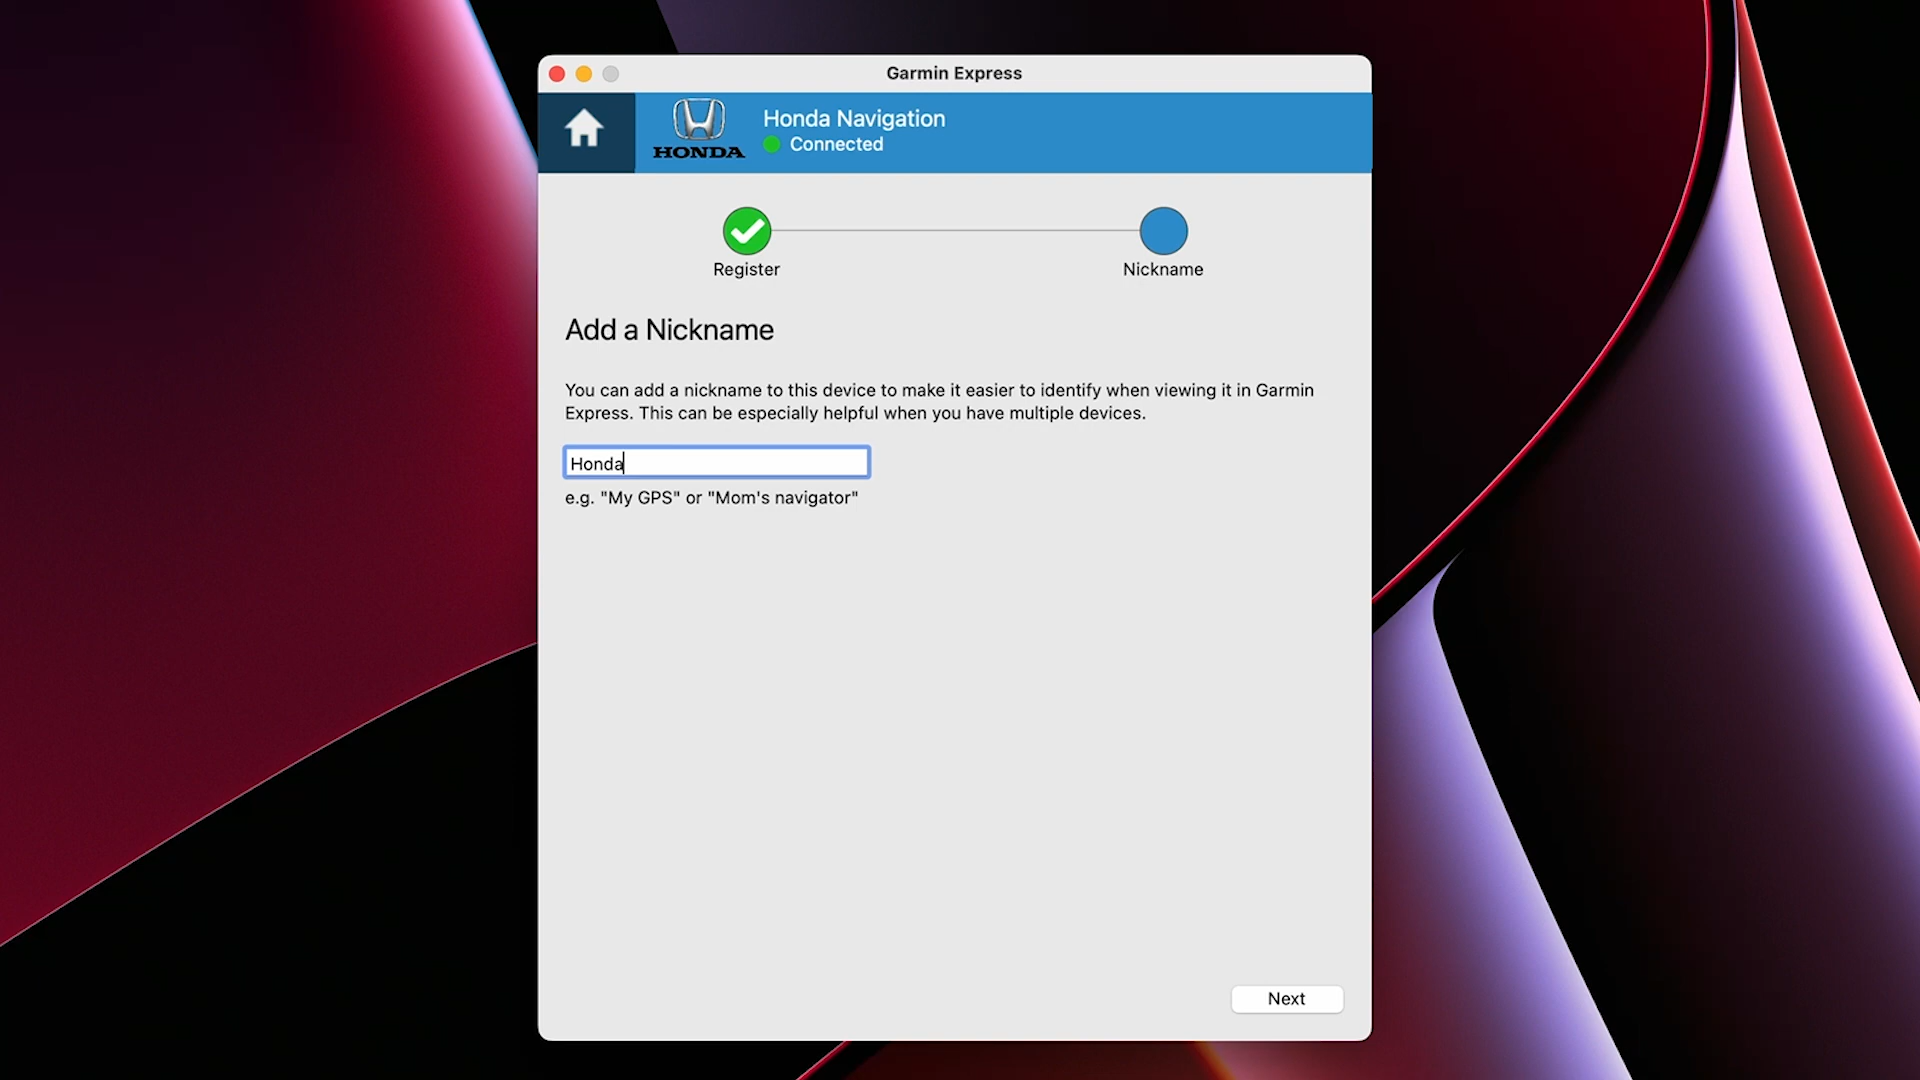 Garmin Express
HONDA
Honda Navigation
Connected
Register
Nickname
Add a Nickname
You can add a nickname to this device to make it easier to identify when viewing it in Garmin
Express. This can be especially helpful when you have multiple devices.
Honda
e.g. "My GPS" or "Mom's navigator"
Next